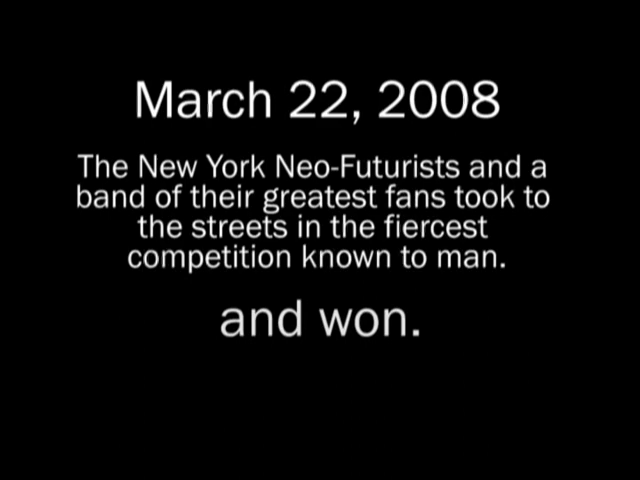 March 22, 2008
The New York Neo-Futurists and a
band of their greatest fans took to
the streets in the fiercest
competition known to man.
and won.